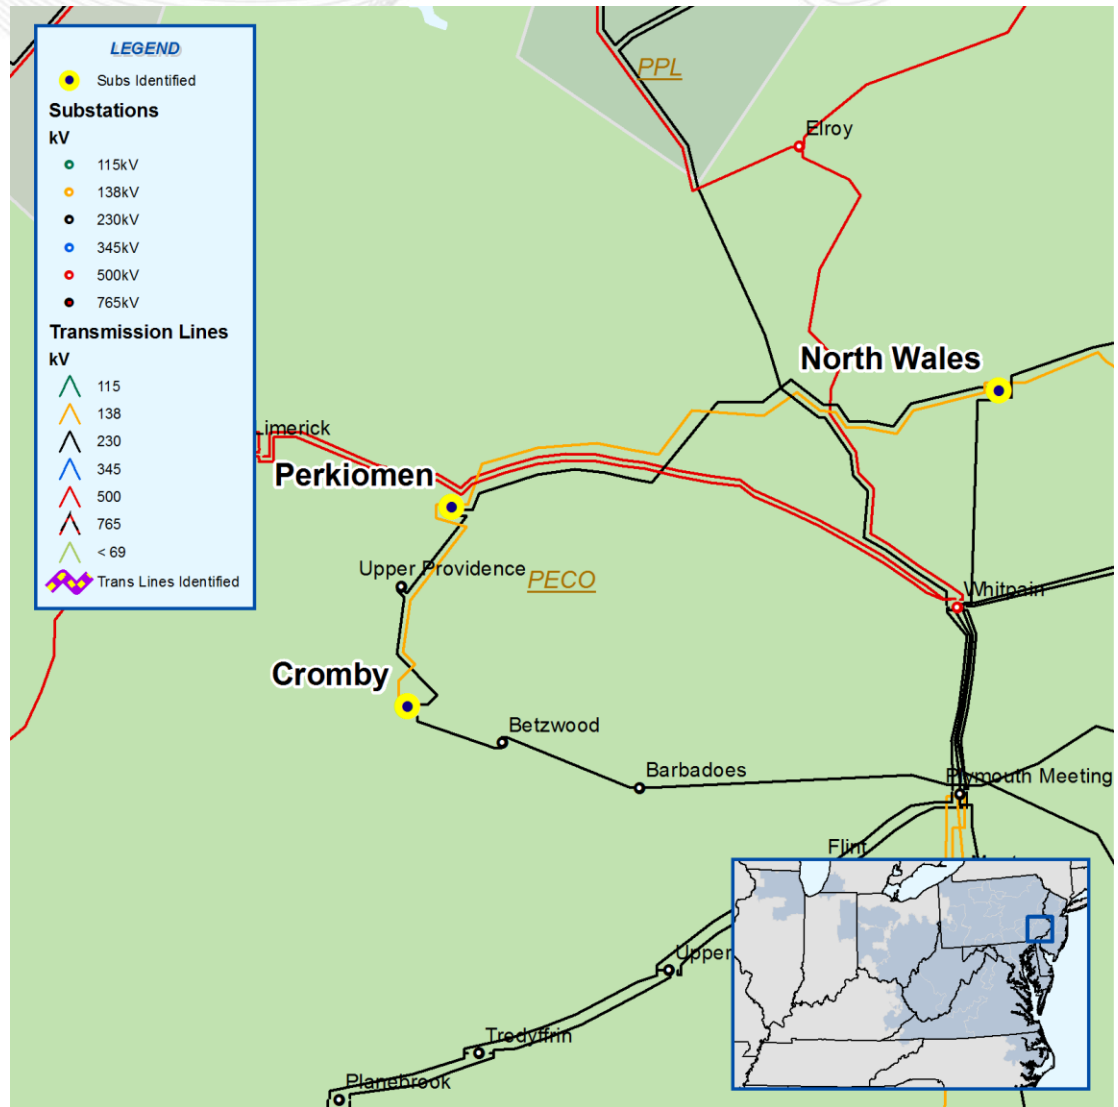 LEGEND
Subs Identified
Substations
kV
115kV
138kV
230kV
345kV
500kV
765kV
Transmission Lines
kV
115
138
230
345
500
765
< 69
Trans Lines Identified
PPL
Elroy
North Wales
Limerick
Perkiomen
Upper Providence
PECO
Whitpain
Cromby
Betzwood
Barbadoes
Plymouth Meeting
Flint
Upper
Tredyffrin
Planebrook